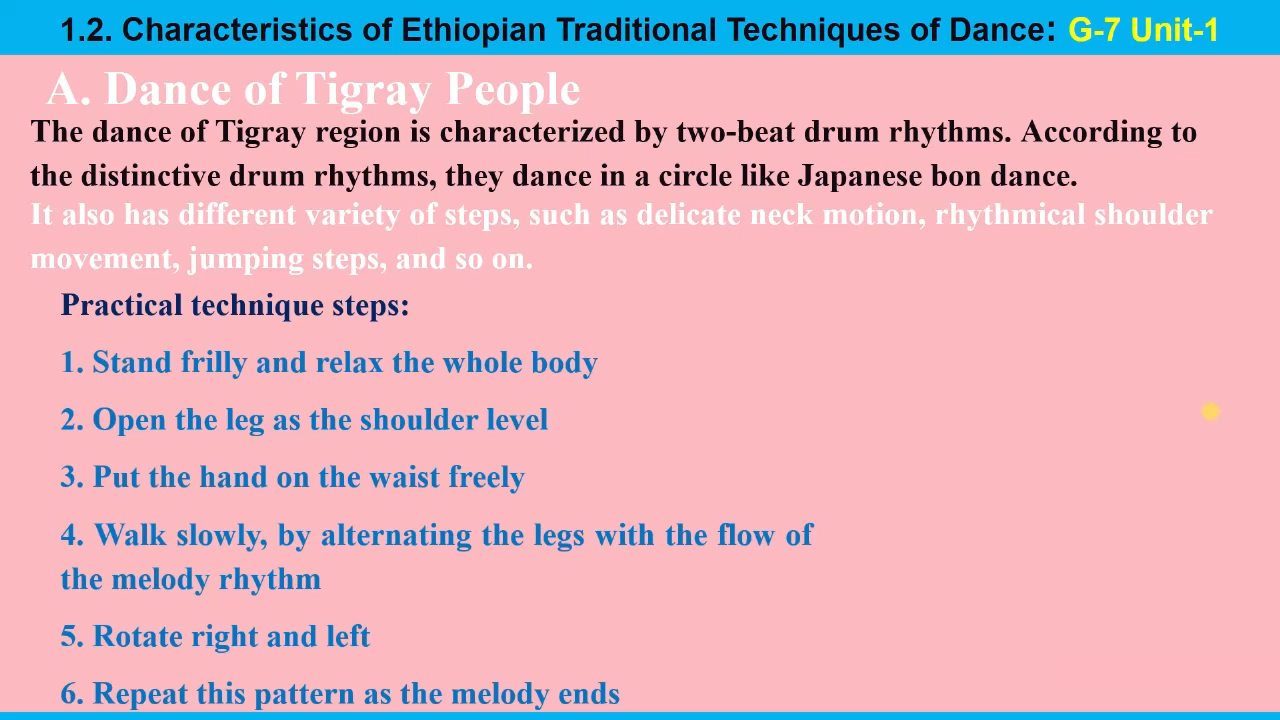 1.2. Characteristics of Ethiopian Traditional Techniques of Dance: G-7 Unit-1
A. Dance of Tigray People
The dance of Tigray region is characterized by two-beat drum rhythms. According to
the distinctive drum rhythms, they dance in a circle like Japanese bon dance.
It also has different variety of steps, such as delicate neck motion, rhythmical shoulder
movement, jumping steps, and so on.
Practical technique steps:
1. Stand frilly and relax the whole body
2. Open the leg as the shoulder level
3. Put the hand on the waist freely
4. Walk slowly, by alternating the legs with the flow of
the melody rhythm
5. Rotate right and left
6. Repeat this pattern as the melody ends